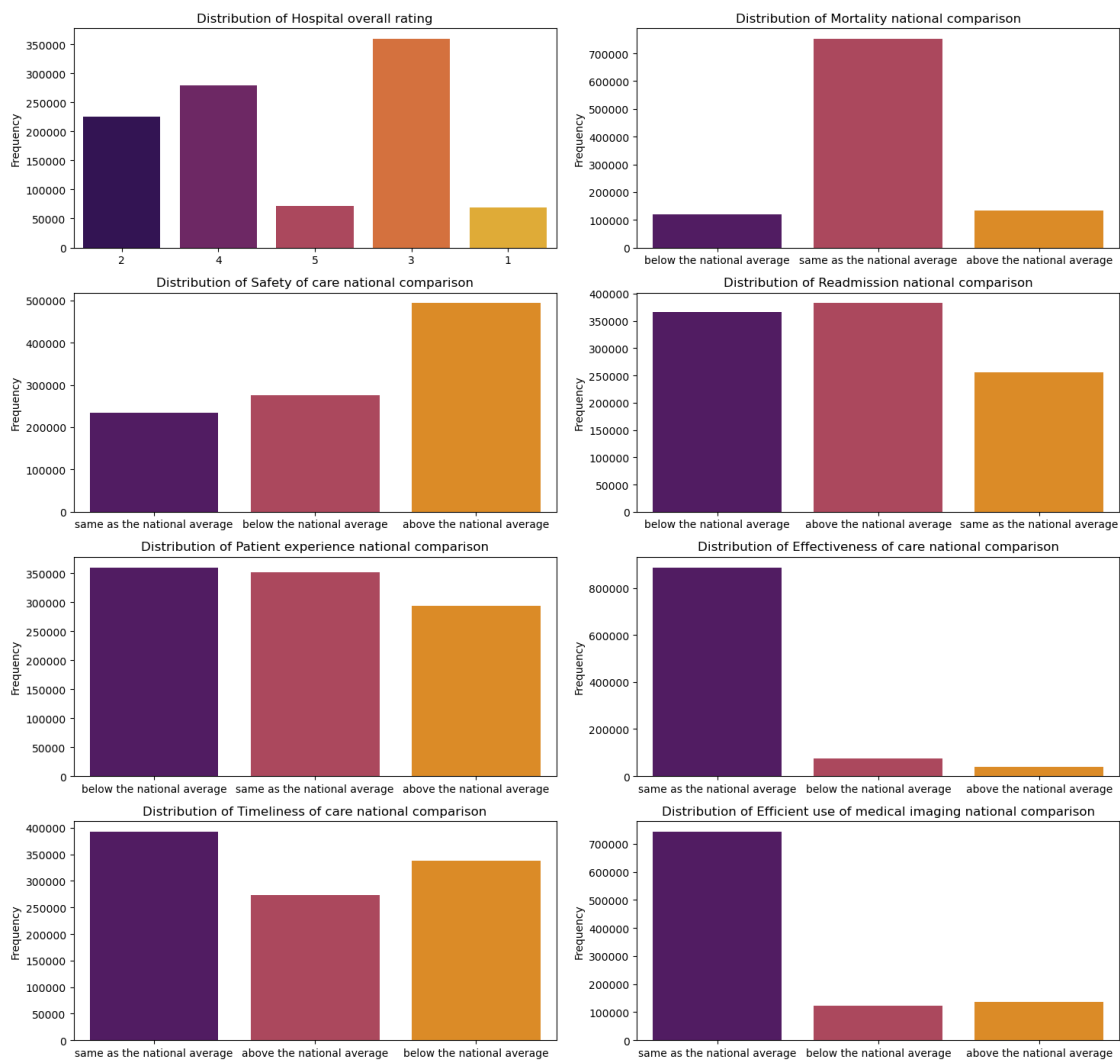 Distribution of Hospital overall rating
Frequency
350000
300000
250000
200000
150000
100000
50000
0
2 4 5 3 1
Distribution of Mortality national comparison
Frequency
700000
600000
500000
400000
300000
200000
100000
0
below the national average same as the national average above the national average
Distribution of Safety of care national comparison
Frequency
500000
400000
300000
200000
100000
0
same as the national average below the national average above the national average
Distribution of Readmission national comparison
Frequency
400000
350000
300000
250000
200000
150000
100000
50000
0
below the national average above the national average same as the national average
Distribution of Patient experience national comparison
Frequency
350000
300000
250000
200000
150000
100000
50000
0
below the national average same as the national average above the national average
Distribution of Effectiveness of care national comparison
Frequency
800000
600000
400000
200000
0
same as the national average below the national average above the national average
Distribution of Timeliness of care national comparison
Frequency
400000
350000
300000
250000
200000
150000
100000
50000
0
same as the national average above the national average below the national average
Distribution of Efficient use of medical imaging national comparison
Frequency
700000
600000
500000
400000
300000
200000
100000
0
same as the national average below the national average above the national average